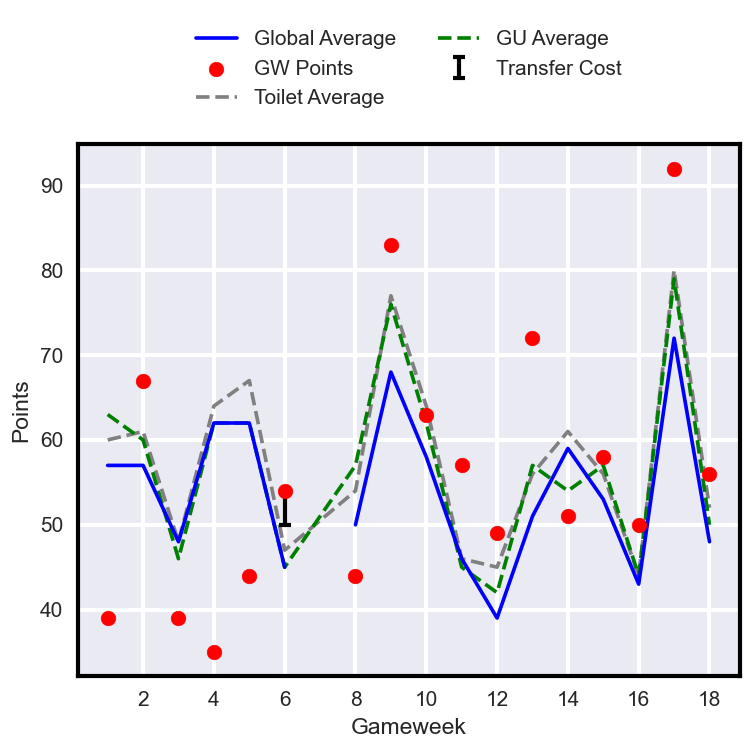 Global Average
GW Points
Toilet Average
GU Average
Transfer Cost
90
80
70
60
50
40
Points
2 4 6 8 10 12 14 16 18
Gameweek